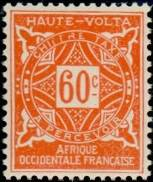 HAUTE-VOLTA
CHIFFRE TAXE
60c
A PERCEVOIR
AFRIQUE
OCCIDENTALE FRANÇAISE